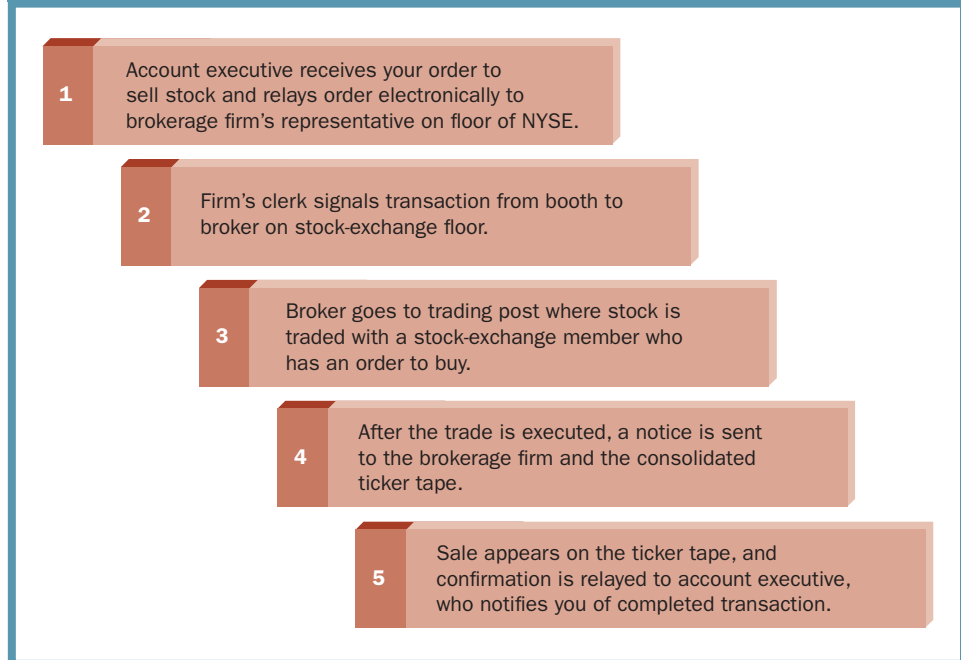 1
Account executive receives your order to
sell stock and relays order electronically to
brokerage firm's representative on floor of NYSE.
2
Firm's clerk signals transaction from booth to
broker on stock-exchange floor.
3
Broker goes to trading post where stock is
traded with a stock-exchange member who
has an order to buy.
4
After the trade is executed, a notice is sent
to the brokerage firm and the consolidated
ticker tape.
5
Sale appears on the ticker tape, and
confirmation is relayed to account executive,
who notifies you of completed transaction.